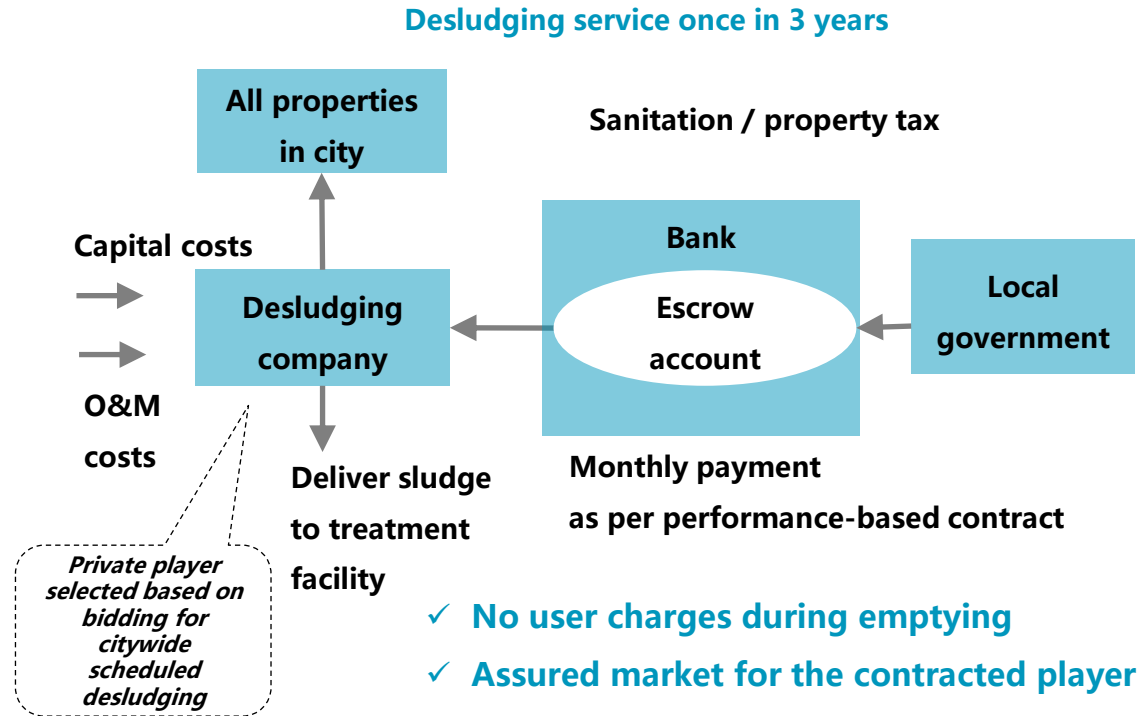 Desludging service once in 3 years
All properties
in city
Sanitation / property tax
Capital costs
Bank
Desludging
company
Escrow
account
Local
government
O&M
costs
Deliver sludge
to treatment
facility
Monthly payment
as per performance-based contract
Private player
selected based on
bidding for
citywide
scheduled
desludging
✓ No user charges during emptying
✓ Assured market for the contracted player